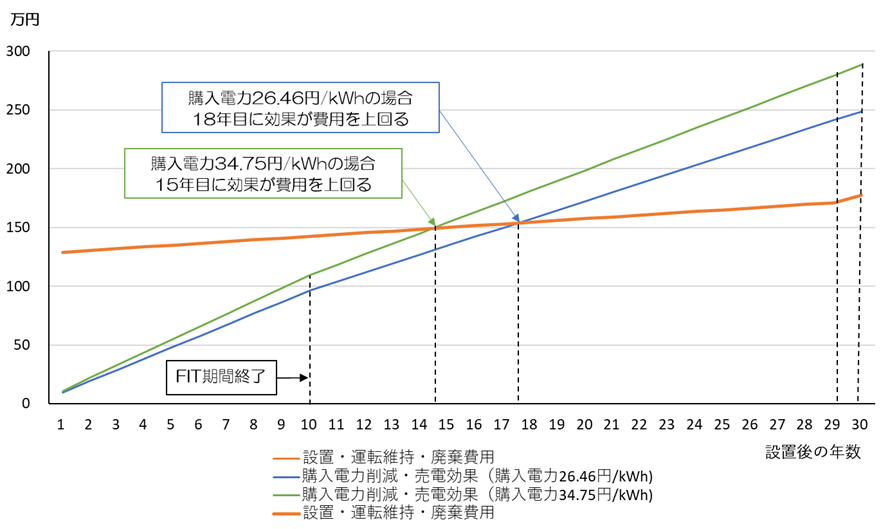 万円
300
250
200
150
100
50
0
購入電力26.46円/kWhの場合
18年目に効果が費用を上回る
購入電力34.75円/kWhの場合
15年目に効果が費用を上回る
FIT期間終了
1 2 3 4 5 6 7 8 9 10 11 12 13 14 15 16 17 18 19 20 21 22 23 24 25 26 27 28 29 30
設置後の年数
設置・運転維持・廃棄費用
購入電力削減・売電効果（購入電力26.46円/kWh)
購入電力削減・売電効果（購入電力34.75円/kWh)
設置・運転維持・廃棄費用